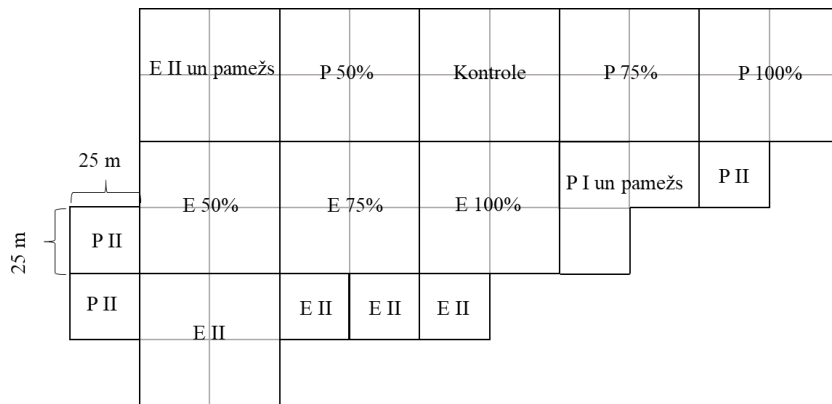 E II un pamežs
P 50%
Kontrole
P 75%
P 100%
25 m
P I un pamežs
P II
E 50%
E 75%
E 100%
25 m
P II
P II
E II
E II
E II
E II